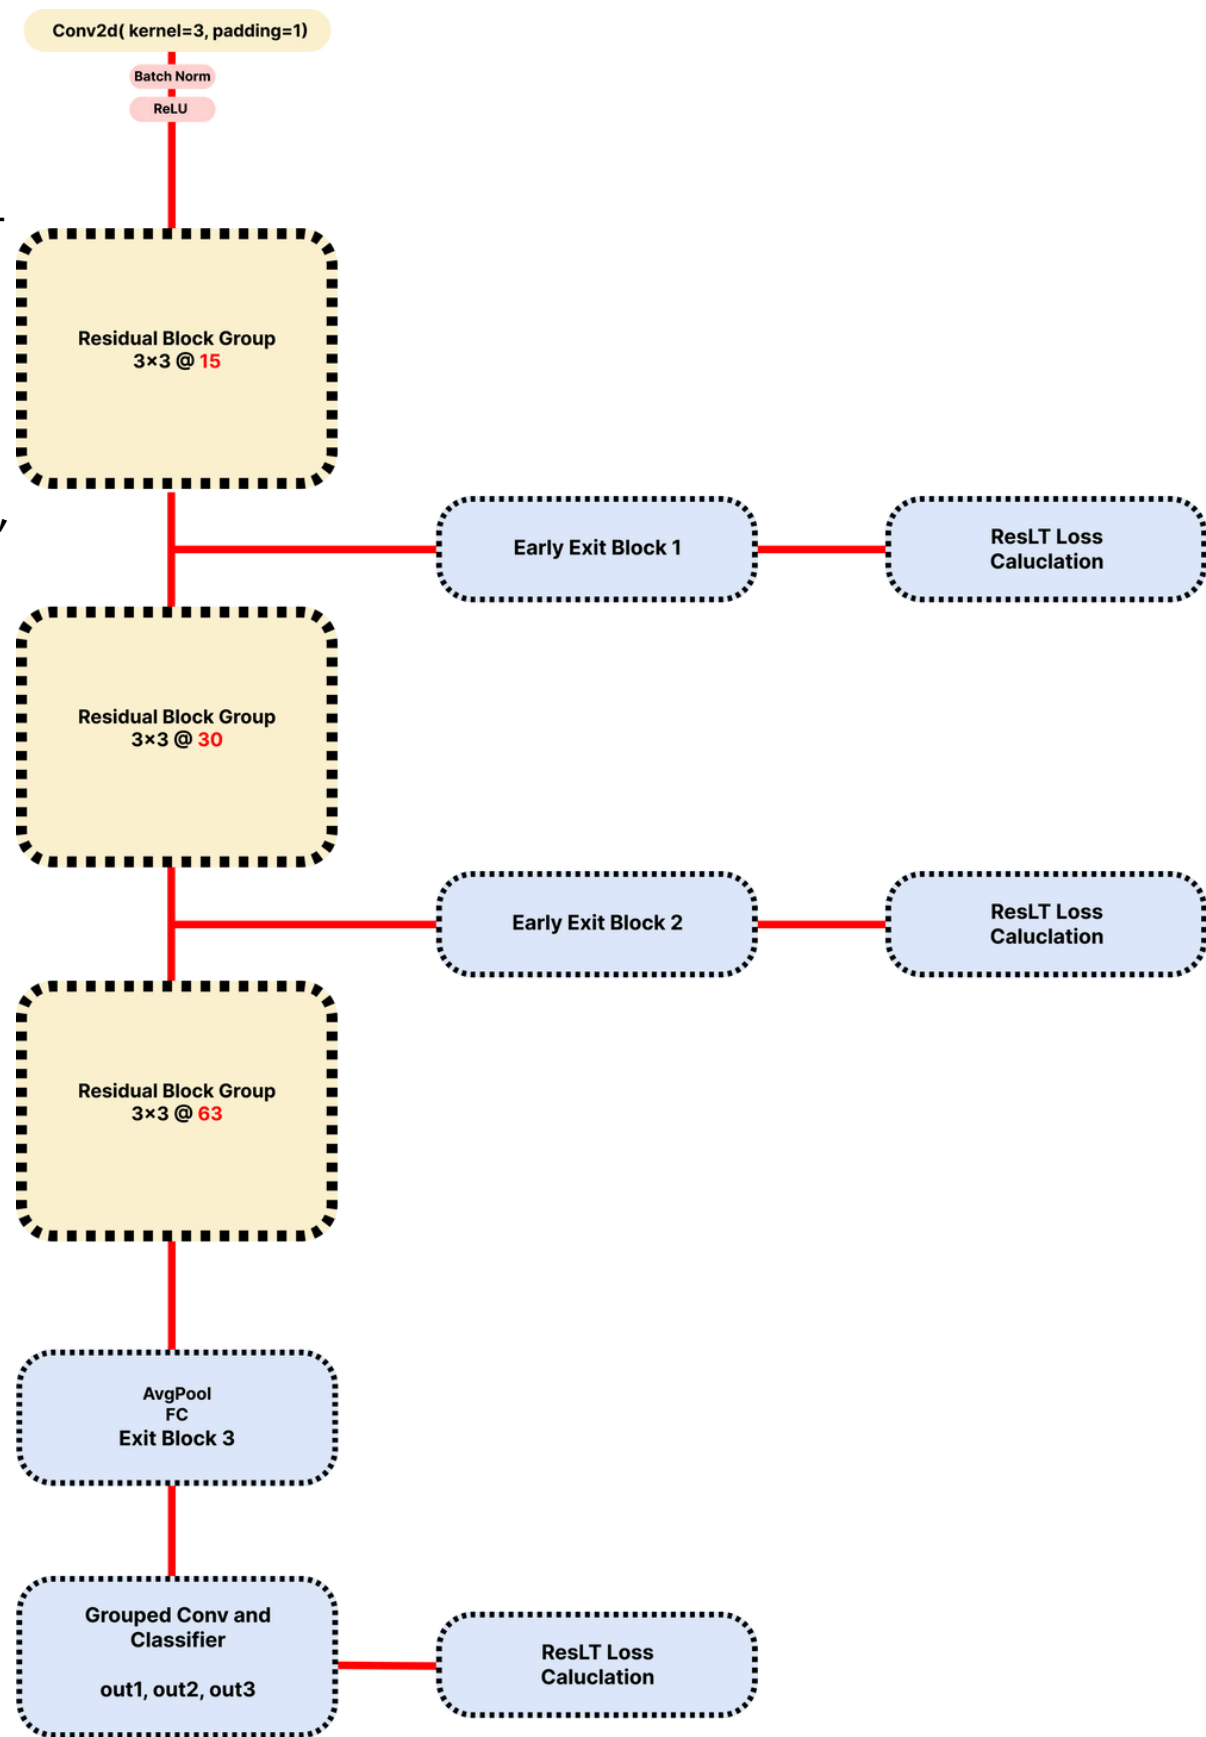 Conv2d( kernel=3, padding=1)
Batch Norm
ReLU
Residual Block Group
3×3 @ 15
Early Exit Block 1
ResLT Loss
Caluclation
Residual Block Group
3×3 @ 30
Early Exit Block 2
ResLT Loss
Caluclation
Residual Block Group
3×3 @ 63
AvgPool
FC
Exit Block 3
Grouped Conv and
Classifier
out1, out2, out3
ResLT Loss
Caluclation